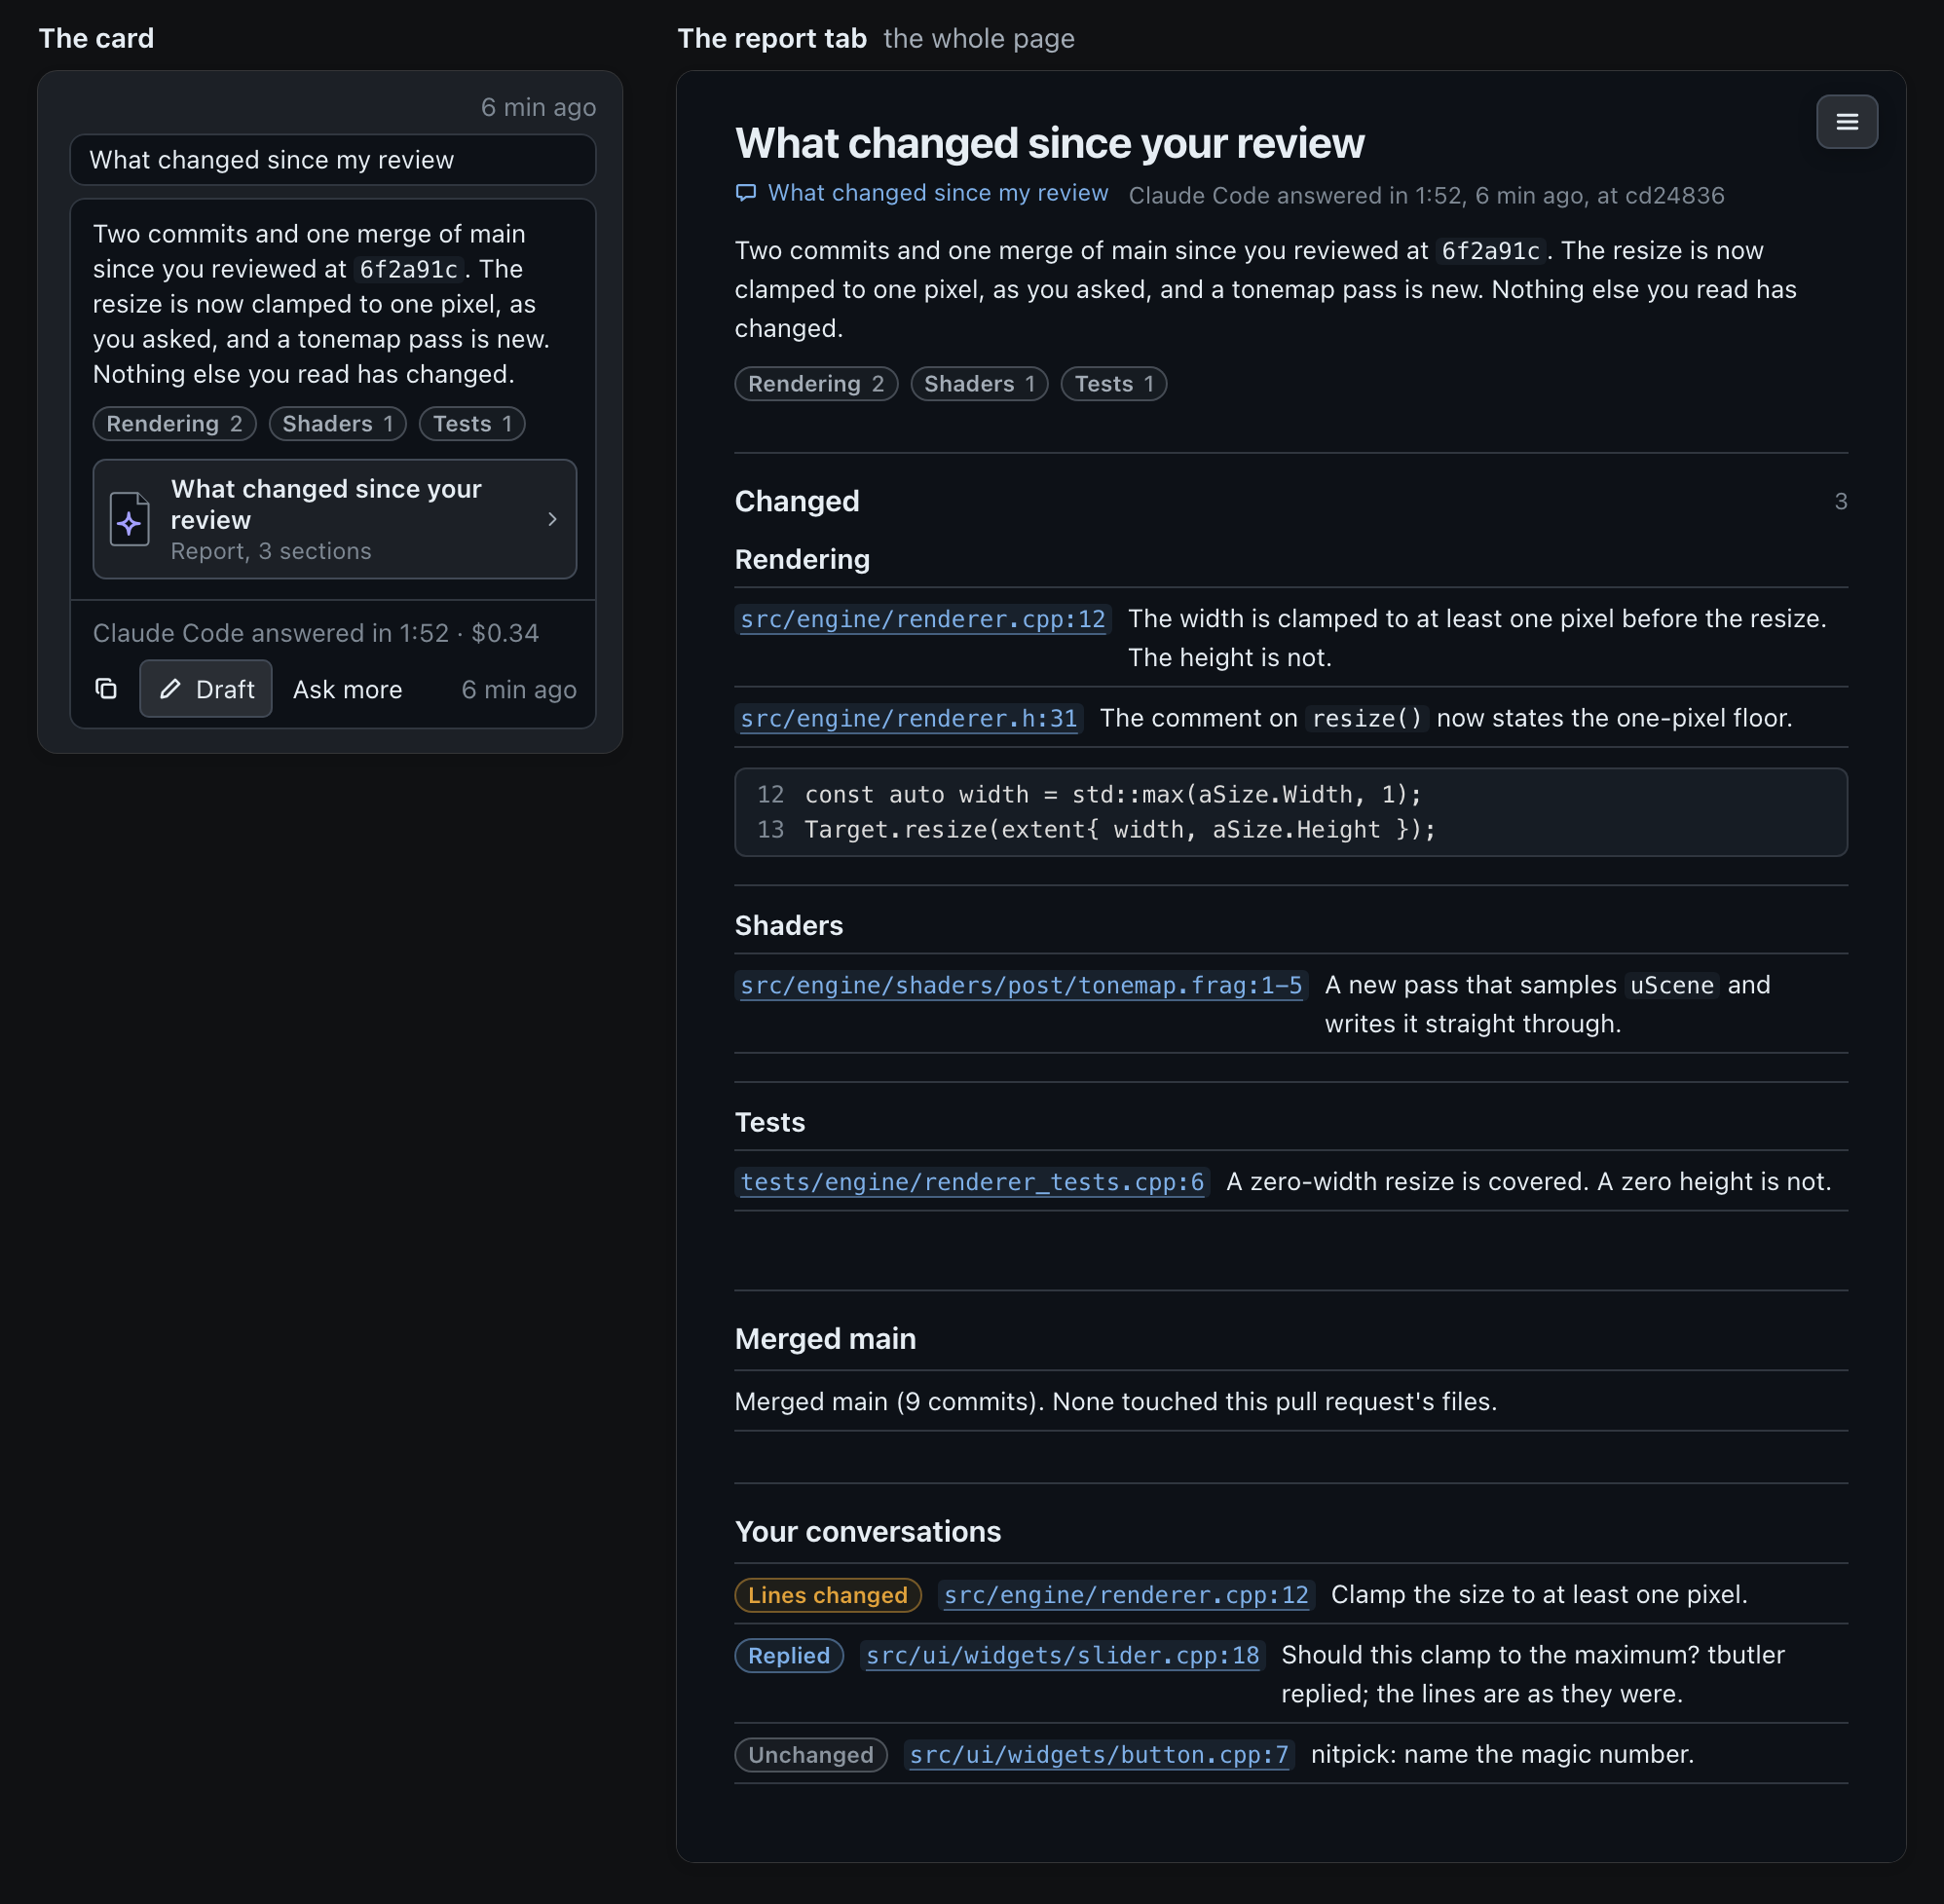 The card
6 min ago
What changed since my review
Two commits and one merge of main
since you reviewed at 6f2a91c. The
resize is now clamped to one pixel, as
you asked, and a tonemap pass is new.
Nothing else you read has changed.
Rendering 2 Shaders 1 Tests 1
What changed since your
review
Report, 3 sections
Claude Code answered in 1:52 · $0.34
Draft Ask more 6 min ago
The report tab the whole page
What changed since your review
What changed since my review Claude Code answered in 1:52, 6 min ago, at cd24836
Two commits and one merge of main since you reviewed at 6f2a91c. The resize is now
clamped to one pixel, as you asked, and a tonemap pass is new. Nothing else you read has
changed.
Rendering 2 Shaders 1 Tests 1
Changed 3
Rendering
src/engine/renderer.cpp:12 The width is clamped to at least one pixel before the resize.
The height is not.
src/engine/renderer.h:31 The comment on resize() now states the one-pixel floor.
12 const auto width = std::max(aSize.Width, 1);
13 Target.resize(extent{ width, aSize.Height });
Shaders
src/engine/shaders/post/tonemap.frag:1–5 A new pass that samples uScene and
writes it straight through.
Tests
tests/engine/renderer_tests.cpp:6 A zero-width resize is covered. A zero height is not.
Merged main
Merged main (9 commits). None touched this pull request's files.
Your conversations
Lines changed src/engine/renderer.cpp:12 Clamp the size to at least one pixel.
Replied src/ui/widgets/slider.cpp:18 Should this clamp to the maximum? tbutler
replied; the lines are as they were.
Unchanged src/ui/widgets/button.cpp:7 nitpick: name the magic number.